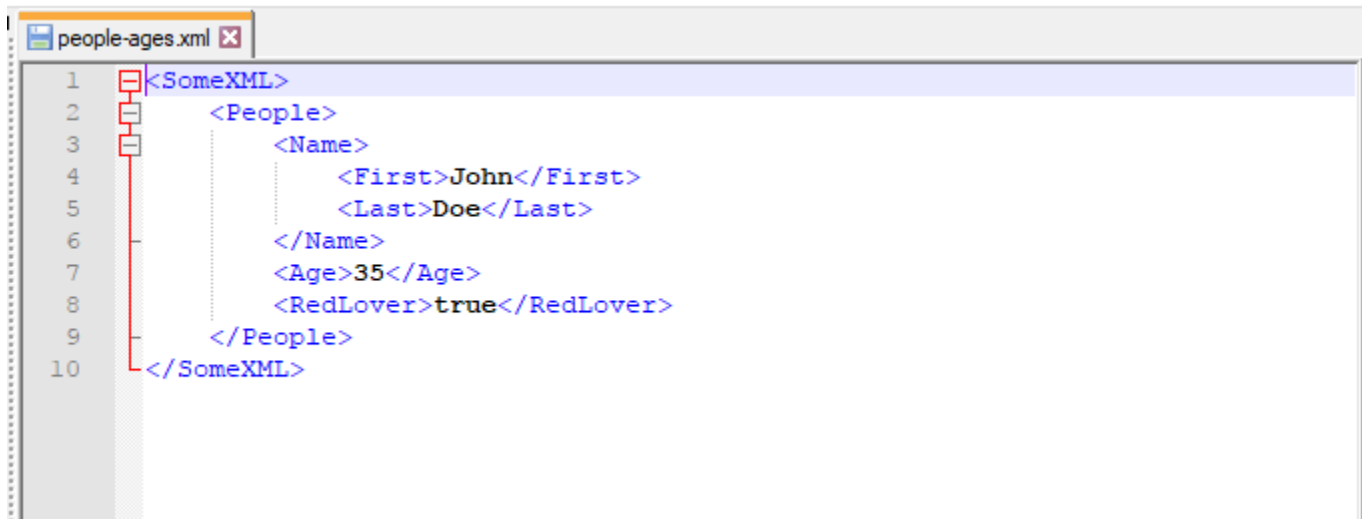 people-ages.xml
1 <SomeXML>
2 <People>
3 <Name>
4 <First>John</First>
5 <Last>Doe</Last>
6 </Name>
7 <Age>35</Age>
8 <RedLover>true</RedLover>
9 </People>
10 </SomeXML>